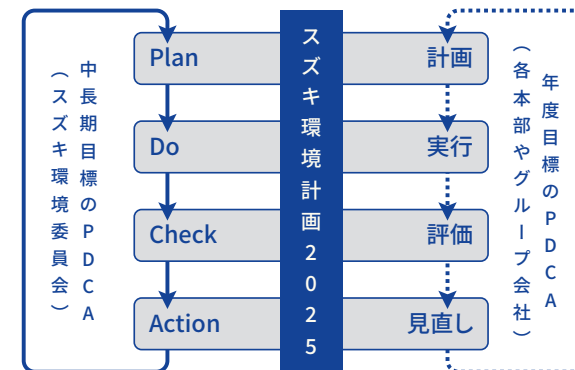 中長期目標のPDCA
（スズキ環境委員会）
Plan
計画
Do
実行
Check
評価
Action
見直し
スズキ環境計画2025
年度目標のPDCA
（各本部やグループ会社）